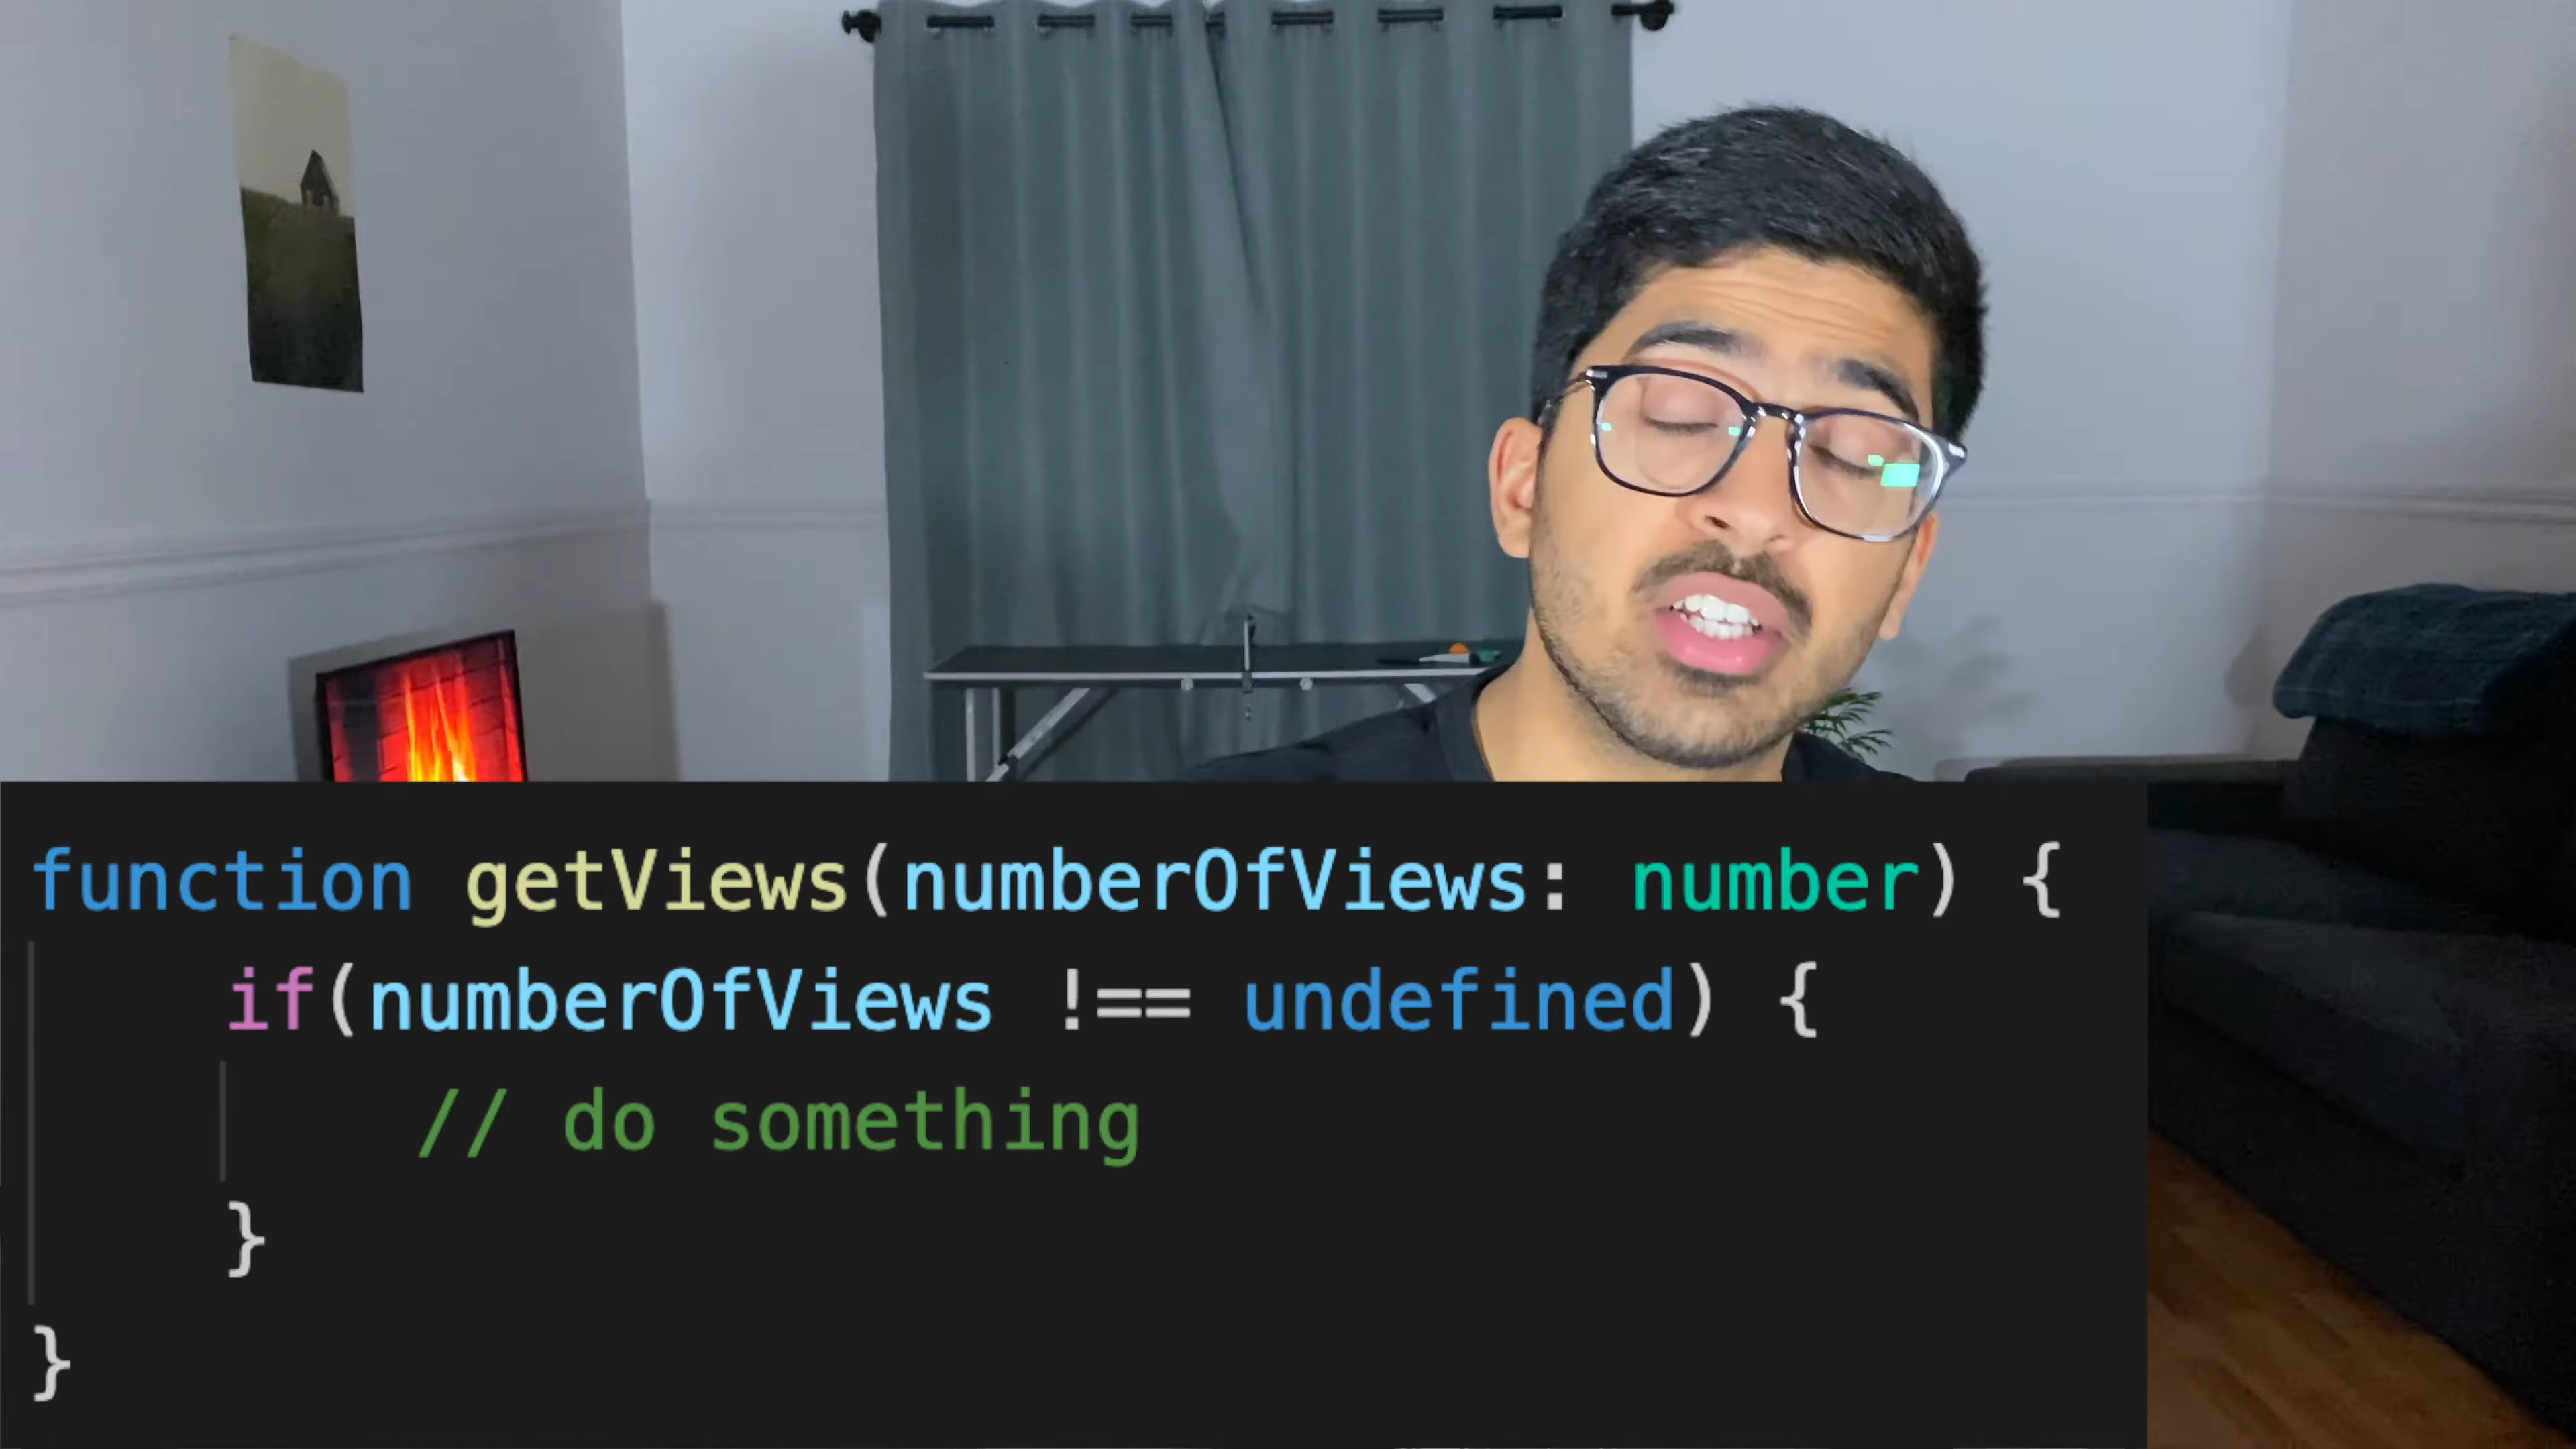 function getViews(numberOfViews: number) {
if(numberOfViews !== undefined) {
// do something
}
}